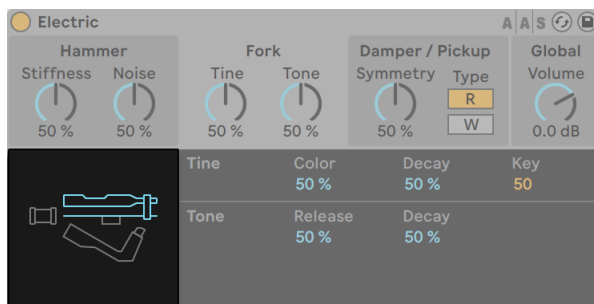 Electric A A S
Hammer Fork Damper / Pickup Global
Stiffness Noise Tine Tone Symmetry Type Volume
R
W
50 % 50 % 50 % 50 % 50 % 0.0 dB
Tine Color Decay Key
50 % 50 % 50
Tone Release Decay
50 % 50 %